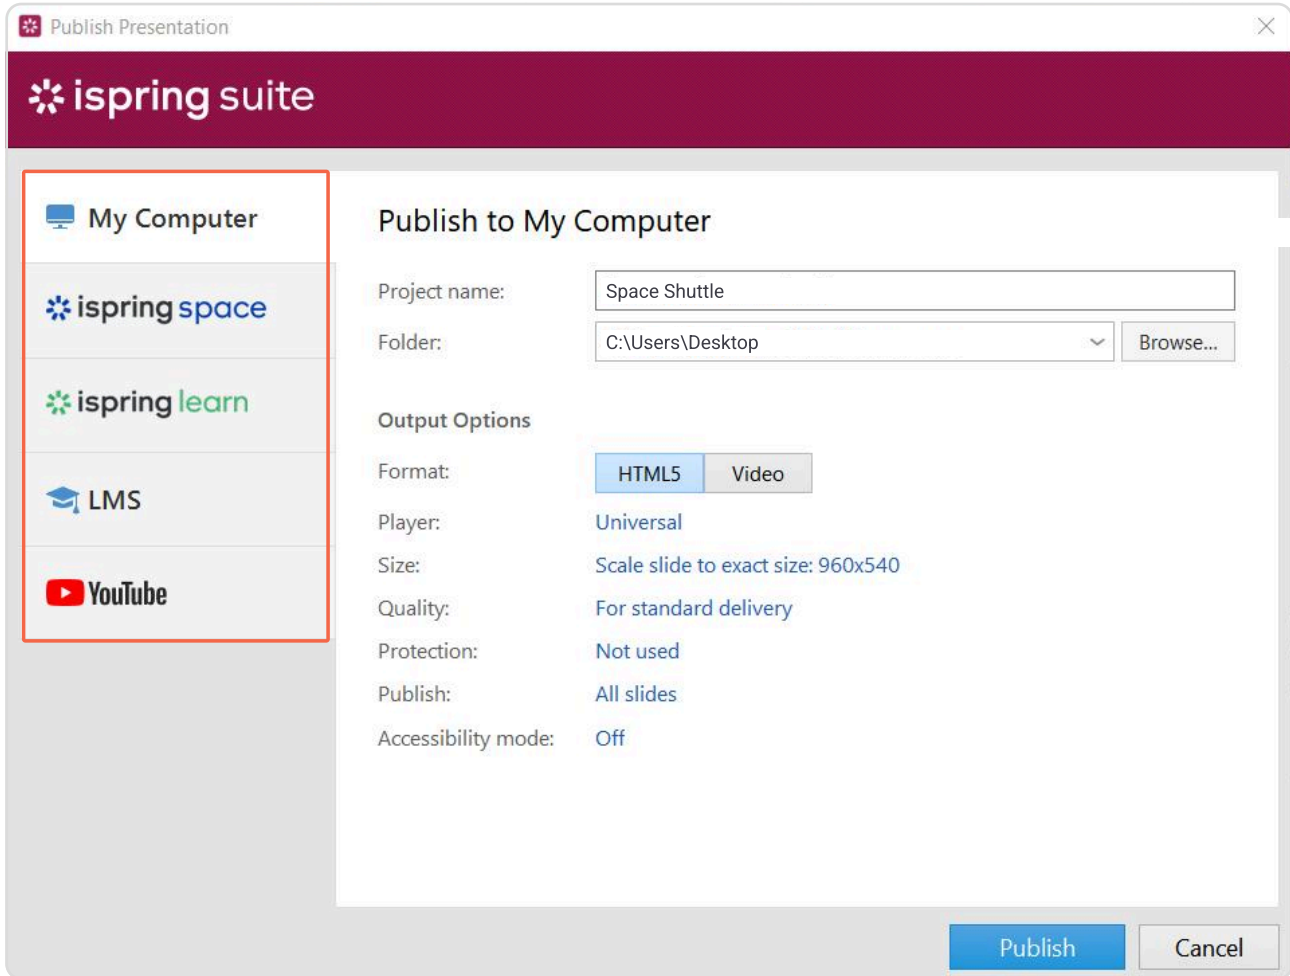 Publish Presentation
ispring suite
My Computer
ispring space
ispring learn
LMS
YouTube
Publish to My Computer
Project name: Space Shuttle
Folder: C:\Users\Desktop Browse...
Output Options
Format: HTML5 Video
Player: Universal
Size: Scale slide to exact size: 960x540
Quality: For standard delivery
Protection: Not used
Publish: All slides
Accessibility mode: Off
Publish Cancel